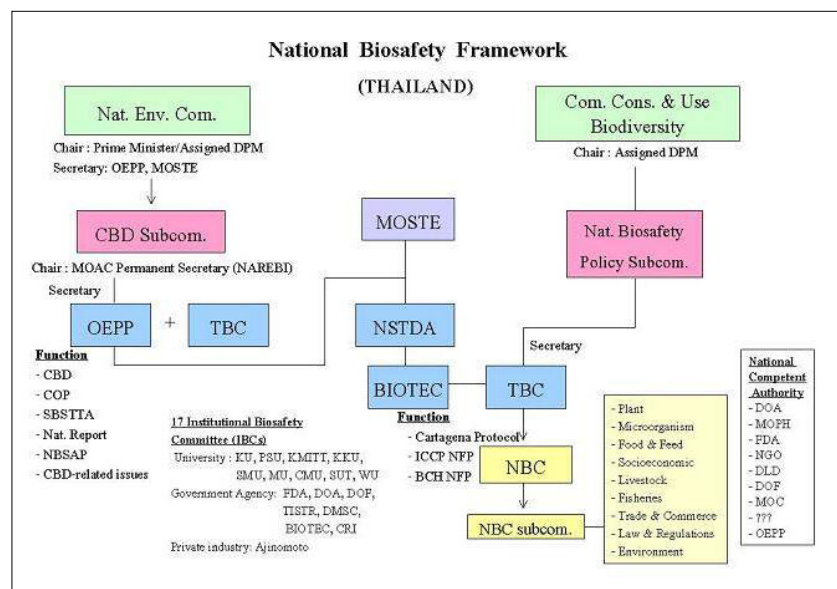 National Biosafety Framework
(THAILAND)
Nat. Env. Com.
Chair : Prime Minister/Assigned DPM
Secretary: OEPP, MOSTE
CBD Subcom.
Chair : MOAC Permanent Secretary (NAREBI)
Secretary
OEPP
+
TBC
Function
- CBD
- COP
- SBSTTA
- Nat. Report
- NBSAP
- CBD-related issues
MOSTE
NSTDA
BIOTEC
Function
- Cartagena Protocol
- ICCP NFP
- BCH NFP
Com. Cons. & Use
Biodiversity
Chair : Assigned DPM
Nat. Biosafety
Policy Subcom.
Secretary
TBC
NBC
NBC subcom.
- Plant
- Microorganism
- Food & Feed
- Socioeconomic
- Livestock
- Fisheries
- Trade & Commerce
- Law & Regulations
- Environment
National
Competent
Authority
- DOA
- MOPH
- FDA
- NGO
- DLD
- DOF
- MOC
- ???
- OEPP
17 Institutional Biosafety
Committee (IBCs)
University : KU, PSU, KMITT, KKU,
SMU, MU, CMU, SUT, WU
Government Agency: FDA, DOA, DOF,
TISTR, DMSC,
BIOTEC, CRI
Private industry: Ajinomoto